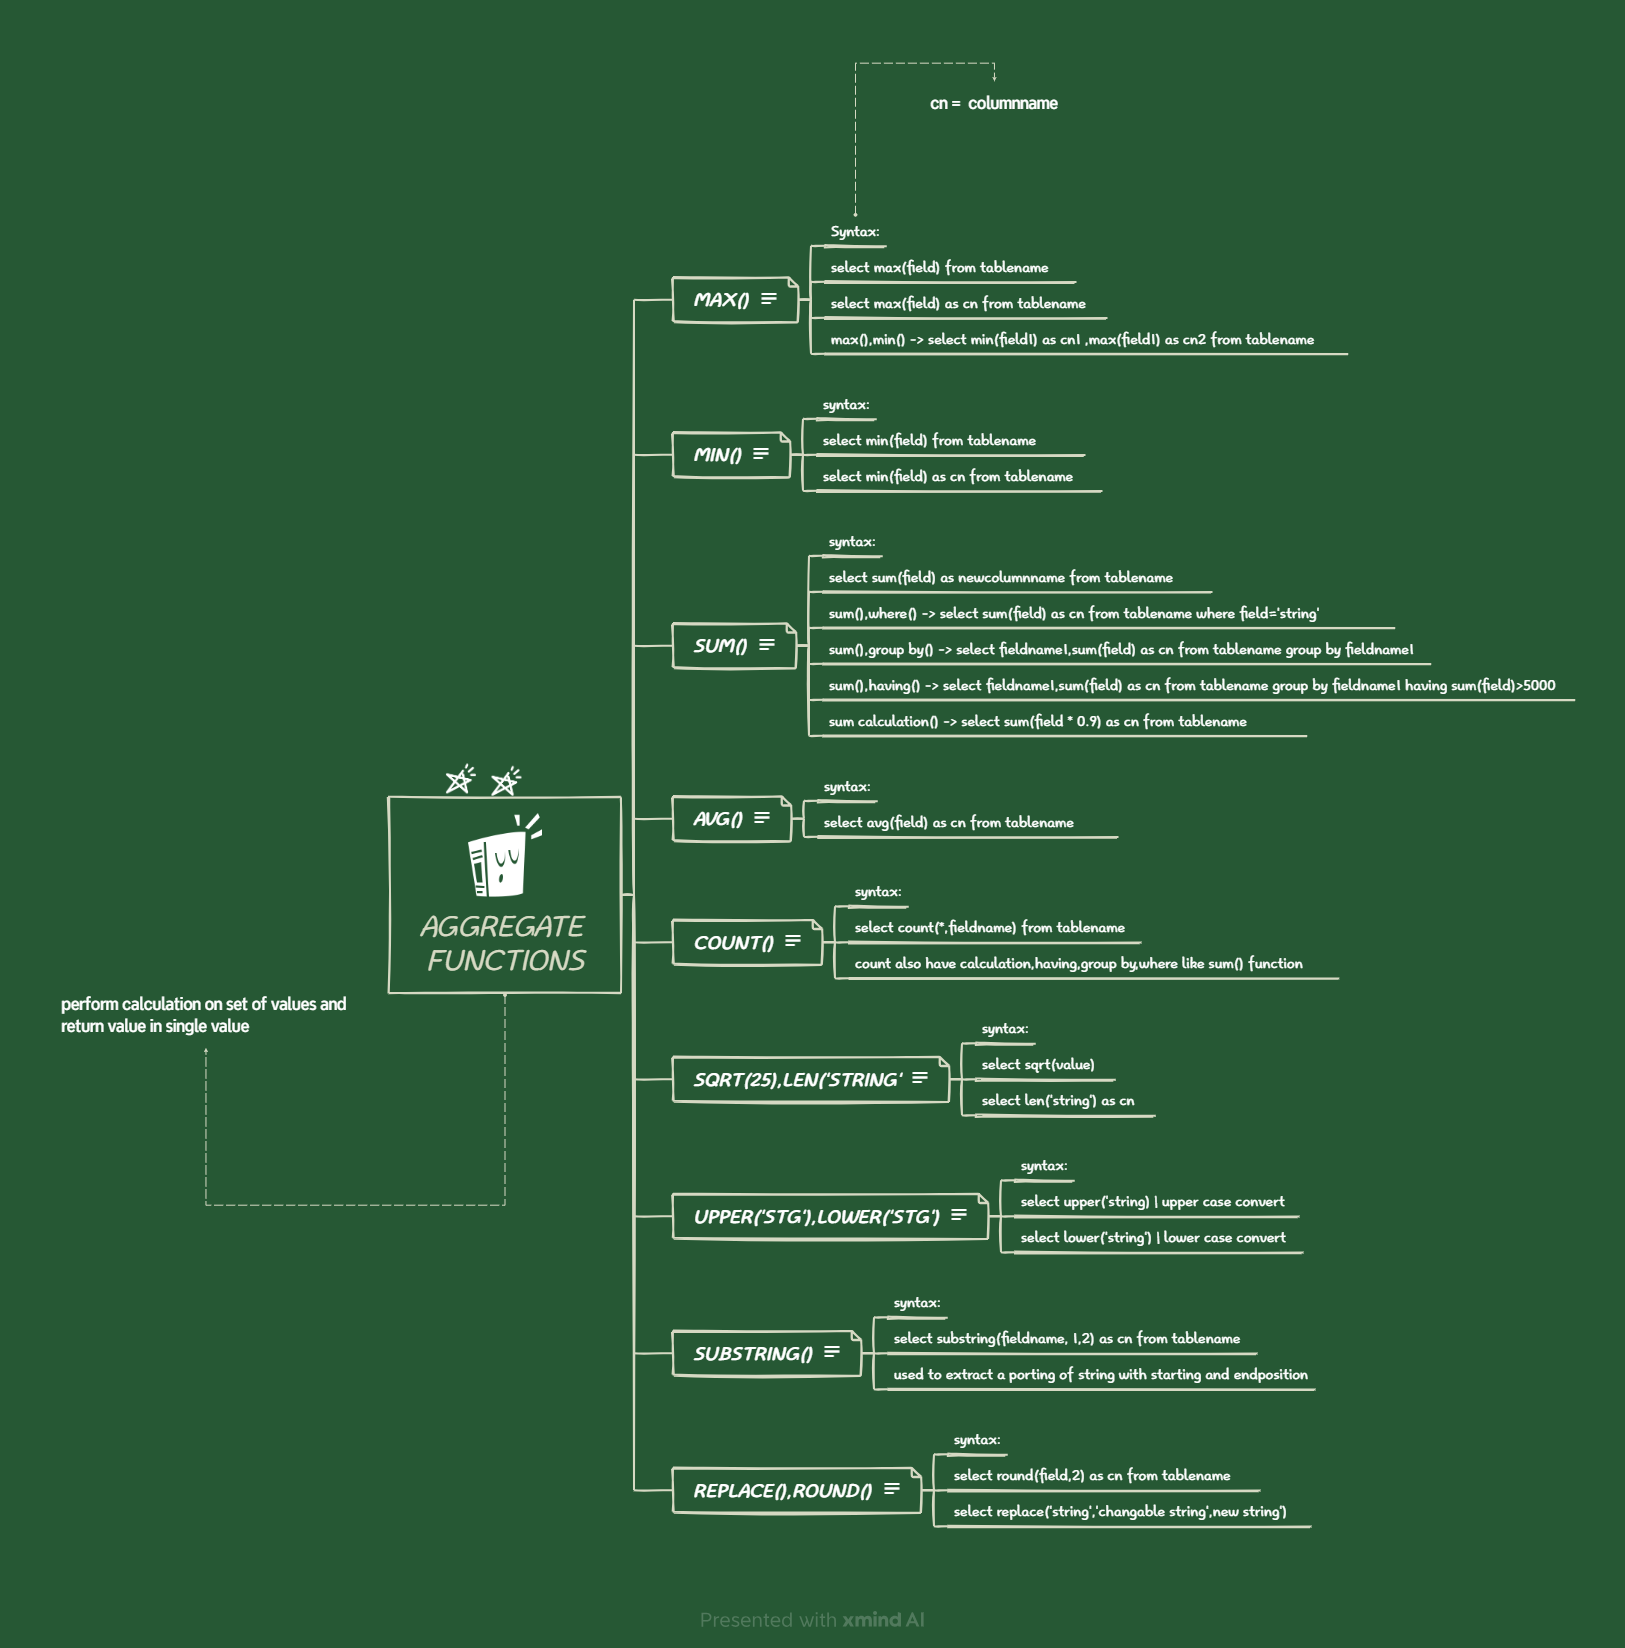 cn =  columnname
Syntax:
select max(field) from tablename
MAX()
select max(field) as cn from tablename
max(),min() -> select min(field1) as cn1 ,max(field1) as cn2 from tablename
syntax:
select min(field) from tablename
MIN()
select min(field) as cn from tablename
syntax:
select sum(field) as newcolumnname from tablename
sum(),where() -> select sum(field) as cn from tablename where field='string'
SUM()
sum(),group by() -> select fieldname1,sum(field) as cn from tablename group by fieldname1
sum(),having() -> select fieldname1,sum(field) as cn from tablename group by fieldname1 having sum(field)>5000
sum calculation() -> select sum(field * 0.9) as cn from tablename
syntax:
AVG()
select avg(field) as cn from tablename
AGGREGATE
FUNCTIONS
perform calculation on set of values and
return value in single value
syntax:
select count(*,fieldname) from tablename
COUNT()
count also have calculation,having,group by,where like sum() function
syntax:
select sqrt(value)
SQRT(25),LEN('STRING'
select len('string') as cn
syntax:
select upper('string) | upper case convert
UPPER('STG'),LOWER('STG')
select lower('string') | lower case convert
syntax:
select substring(fieldname, 1,2) as cn from tablename
SUBSTRING()
used to extract a porting of string with starting and endposition
syntax:
select round(field,2) as cn from tablename
REPLACE(),ROUND()
select replace('string','changable string',new string')
Presented with xmind AI